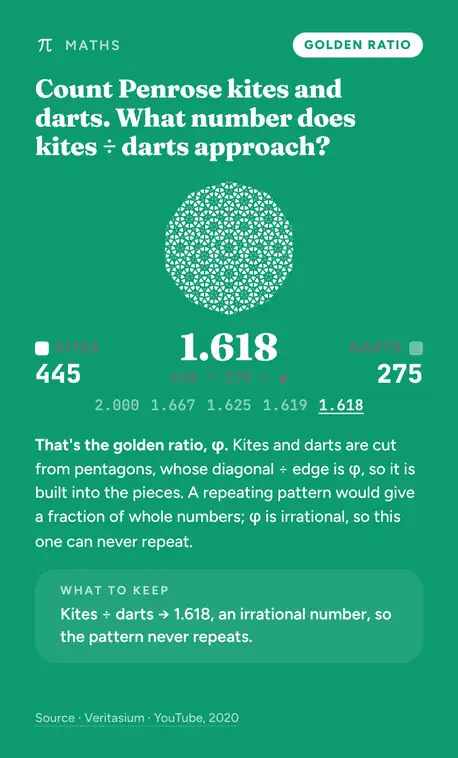 π MATHS
GOLDEN RATIO
Count Penrose kites and
darts. What number does
kites ÷ darts approach?
1.618
KITES
DARTS
445
445 ÷ 275 → φ
275
2.000 1.667 1.625 1.619 1.618
That's the golden ratio, φ. Kites and darts are cut
from pentagons, whose diagonal ÷ edge is φ, so it is
built into the pieces. A repeating pattern would give
a fraction of whole numbers; φ is irrational, so this
one can never repeat.
WHAT TO KEEP
Kites ÷ darts → 1.618, an irrational number, so
the pattern never repeats.
Source · Veritasium · YouTube, 2020